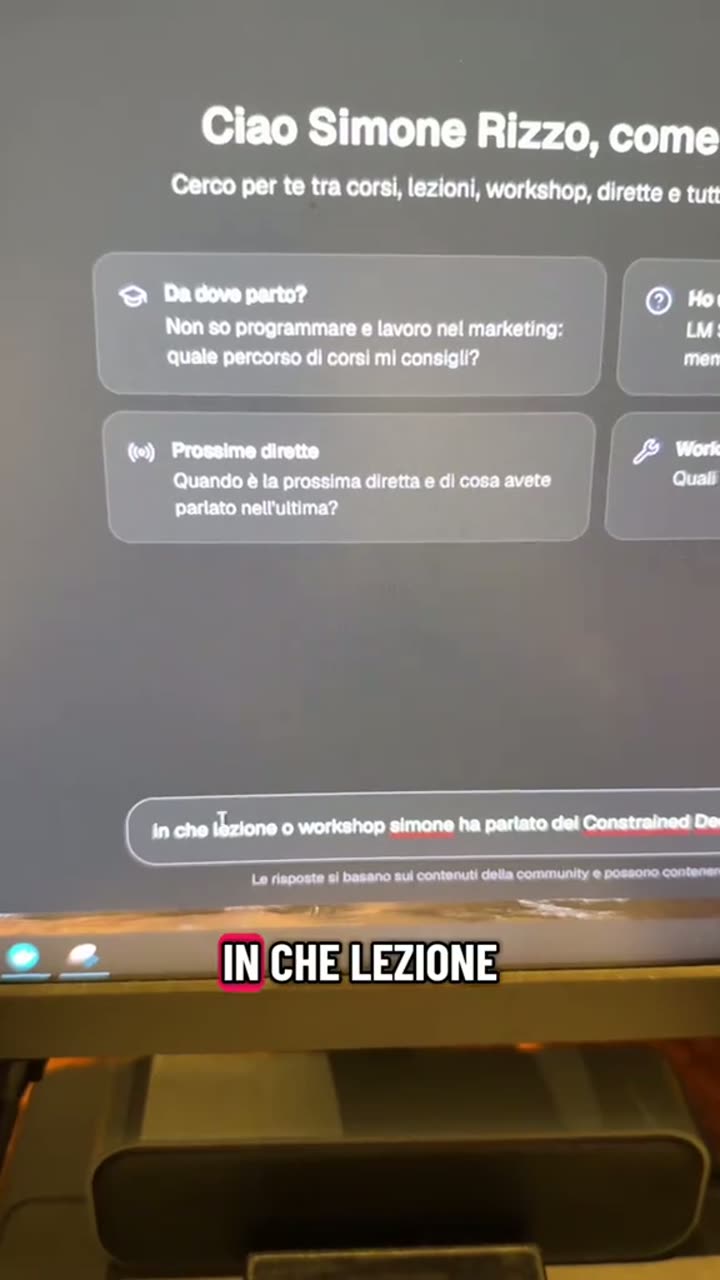 Ciao Simone Rizzo, come
Cerco per te tra corsi, lezioni, workshop, dirette e
Da dove parto?
Non so programmare e lavoro nel marketing:
quale percorso di corsi mi consigli?
Ho
LM
Prossime dirette
Quando è la prossima diretta e di cosa avete
parlato nell'ultima?
Quali
in che lezione o workshop simone ha parlato del Constrained
Le risposte si basano sui contenuti della community e possono
IN CHE LEZIONE